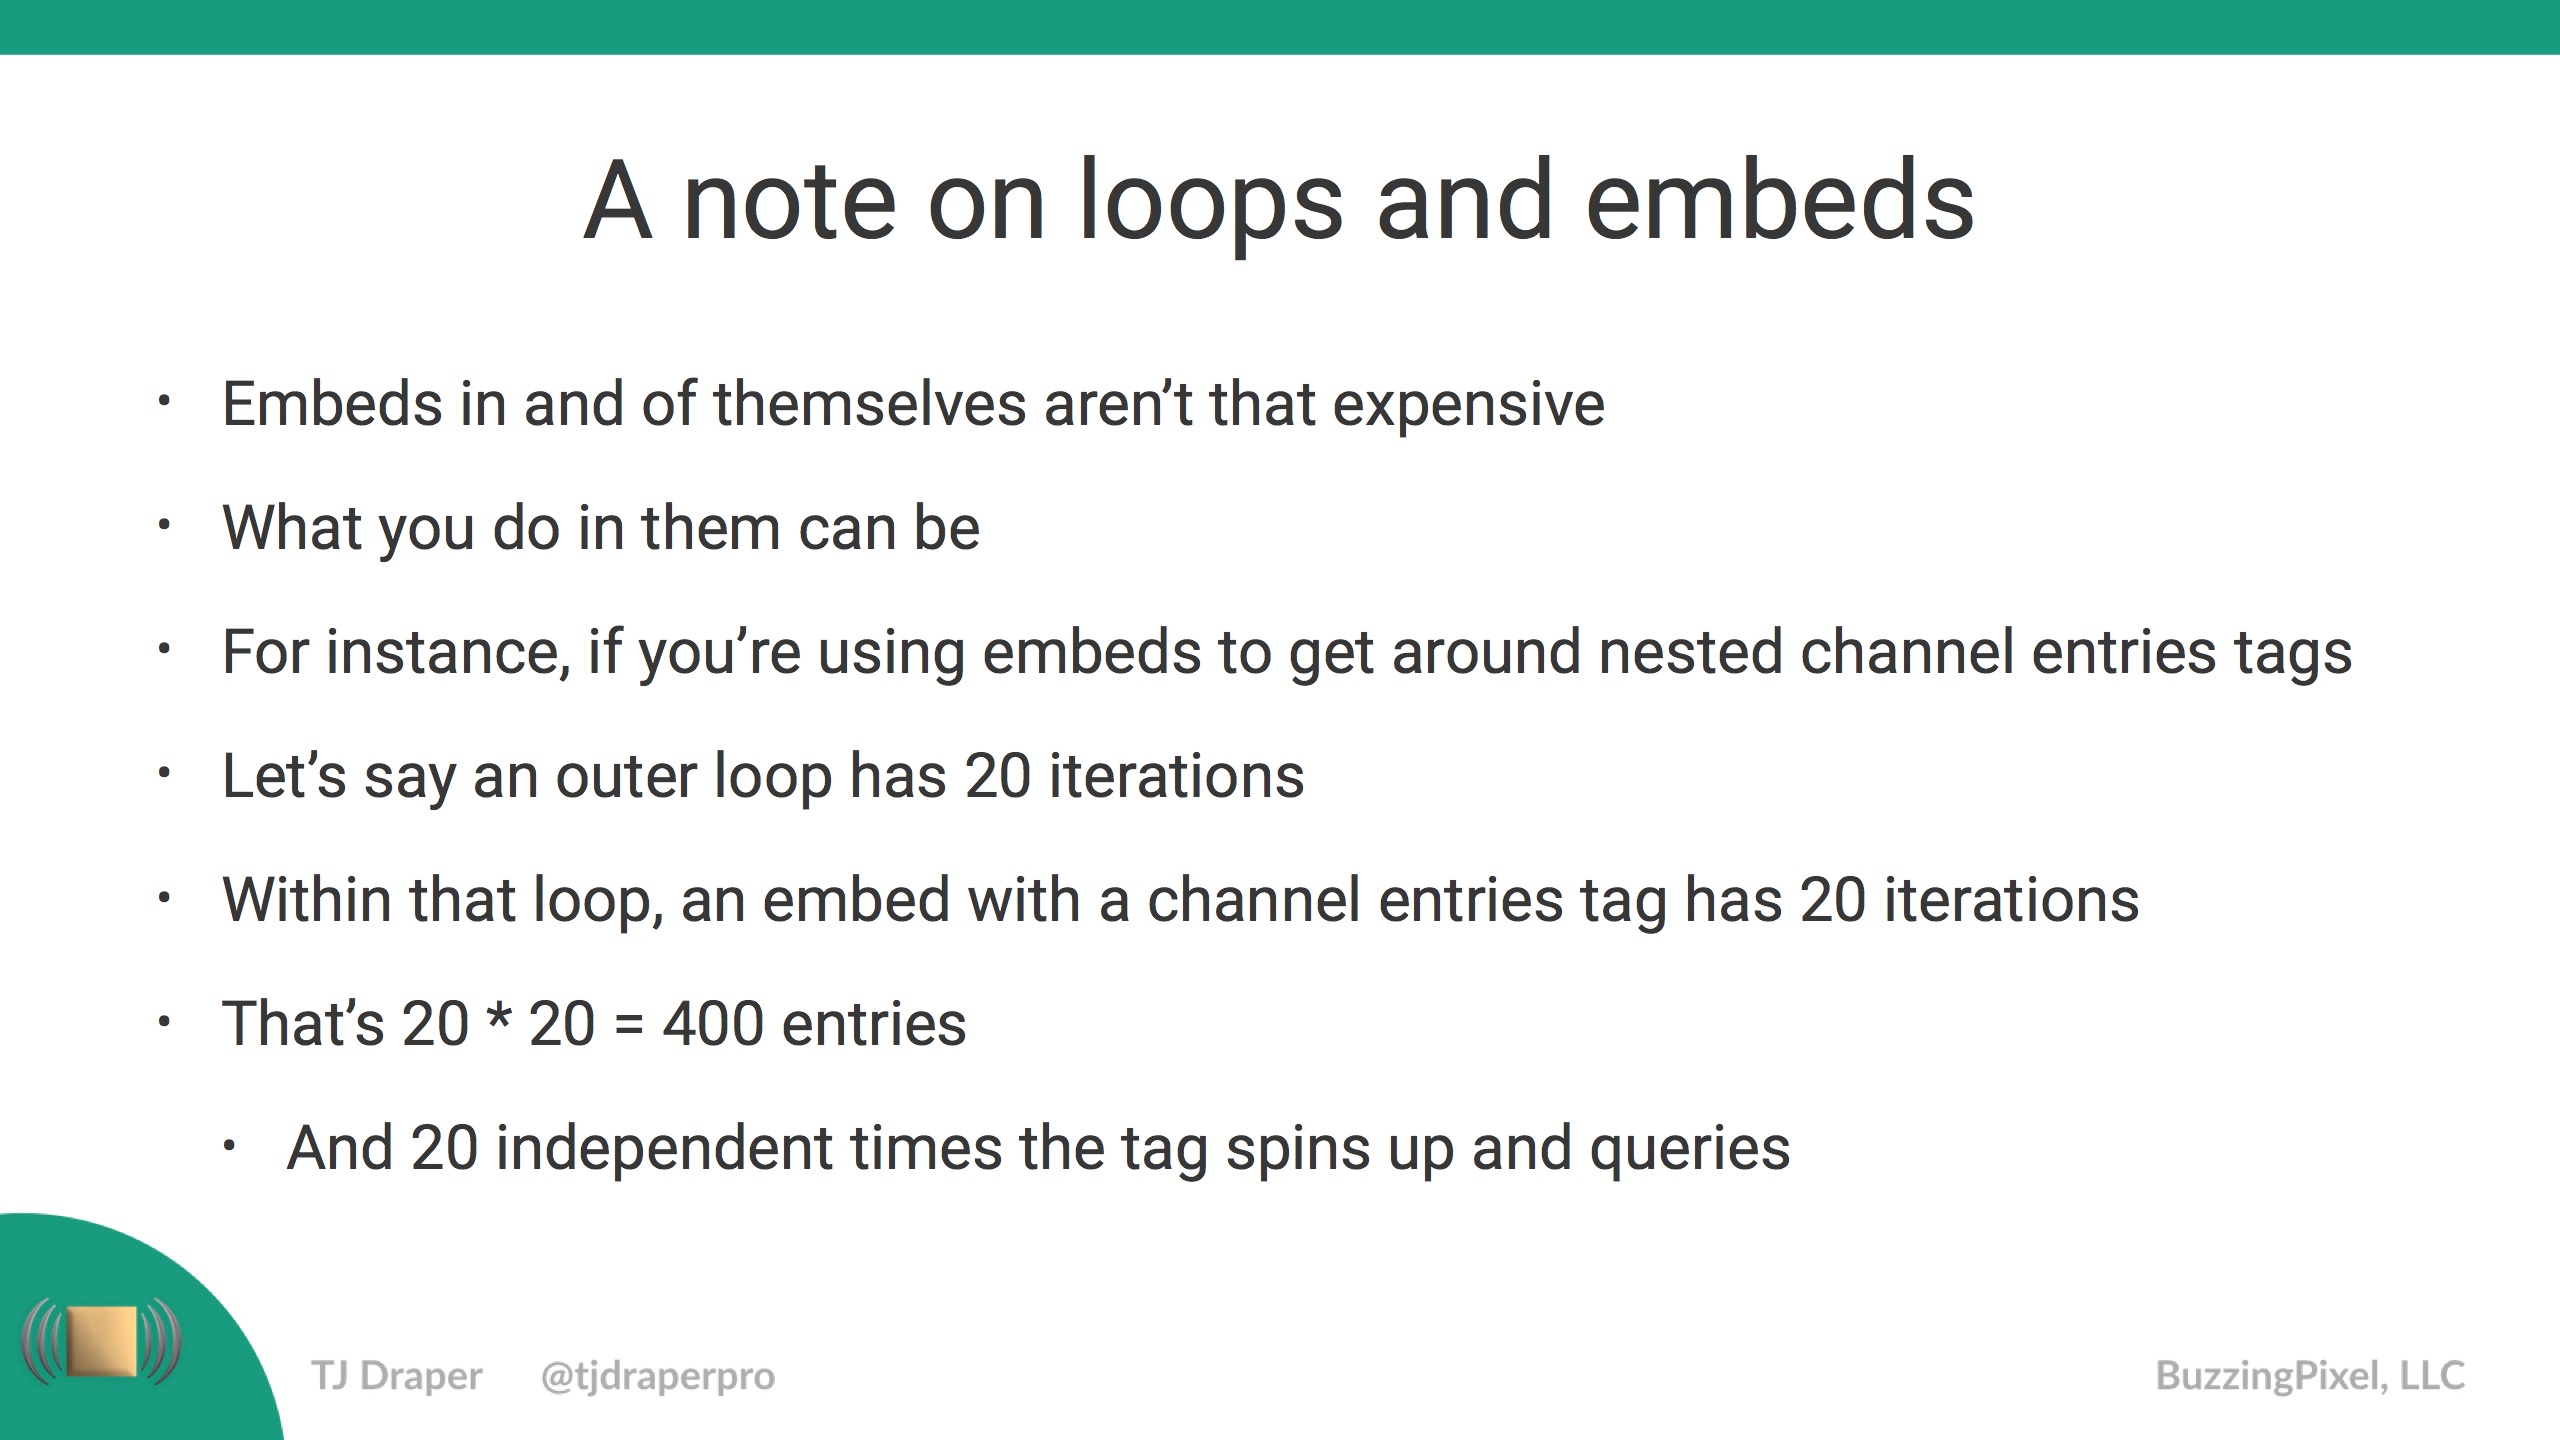 A note on loops and embeds
• Embeds in and of themselves aren’t that expensive
• What you do in them can be
• For instance, if you’re using embeds to get around nested channel entries tags
• Let’s say an outer loop has 20 iterations
• Within that loop, an embed with a channel entries tag has 20 iterations
• That’s 20 * 20 = 400 entries
• And 20 independent times the tag spins up and queries
TJ Draper @tjdraperpro BuzzingPixel, LLC